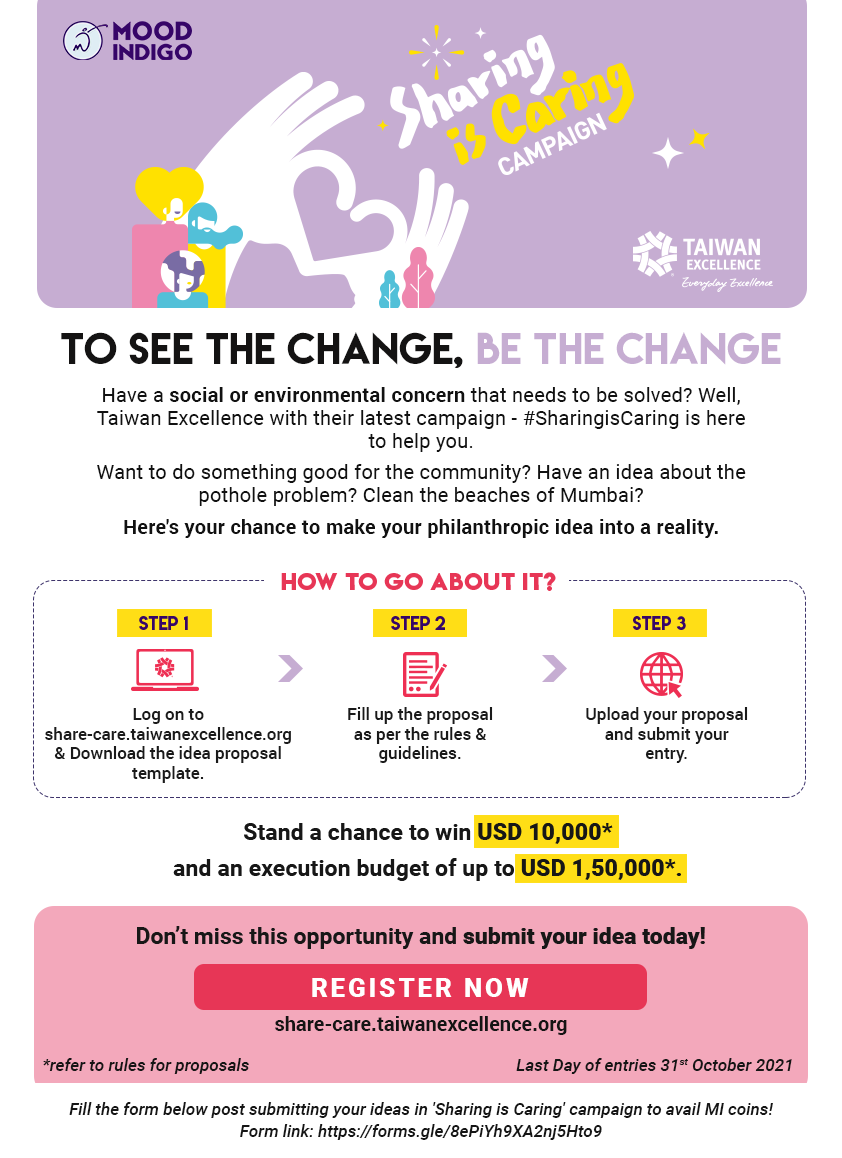 MOOD
INDIGO
Sharing
is Caring
CAMPAIGN
TAIWAN
EXCELLENCE
Everyday Excellence
TO SEE THE CHANGE, BE THE CHANGE
Have a social or environmental concern that needs to be solved? Well,
Taiwan Excellence with their latest campaign - #SharingisCaring is here
to help you.
Want to do something good for the community? Have an idea about the
pothole problem? Clean the beaches of Mumbai?
Here's your chance to make your philanthropic idea into a reality.
HOW TO GO ABOUT IT?
STEP 1
Log on to
share-care.taiwanexcellence.org
& Download the idea proposal
template.
STEP 2
Fill up the proposal
as per the rules &
guidelines.
STEP 3
Upload your proposal
and submit your
entry.
Stand a chance to win USD 10,000*
and an execution budget of up to USD 1,50,000*.
Don't miss this opportunity and submit your idea today!
REGISTER NOW
share-care.taiwanexcellence.org
*refer to rules for proposals
Last Day of entries 31st October 2021
Fill the form below post submitting your ideas in 'Sharing is Caring' campaign to avail MI coins!
Form link: https://forms.gle/8ePiYh9XA2nj5Hto9